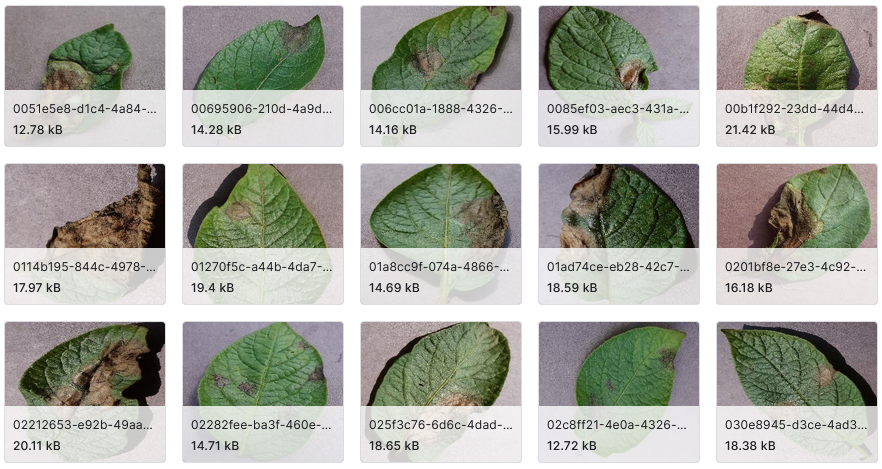 0051e5e8-d1c4-4a84-...
12.78 kB
00695906-210d-4a9d...
14.28 kB
006cc01a-1888-4326-...
14.16 kB
0085ef03-aec3-431a-...
15.99 kB
00b1f292-23dd-44d4...
21.42 kB
0114b195-844c-4978-...
17.97 kB
01270f5c-a44b-4da7-...
19.4 kB
01a8cc9f-074a-4866-...
14.69 kB
01ad74ce-eb28-42c7-...
18.59 kB
0201bf8e-27e3-4c92-...
16.18 kB
02212653-e92b-49aa...
20.11 kB
02282fee-ba3f-460e-...
14.71 kB
025f3c76-6d6c-4dad-...
18.65 kB
02c8ff21-4e0a-4326-...
12.72 kB
030e8945-d3ce-4ad3...
18.38 kB